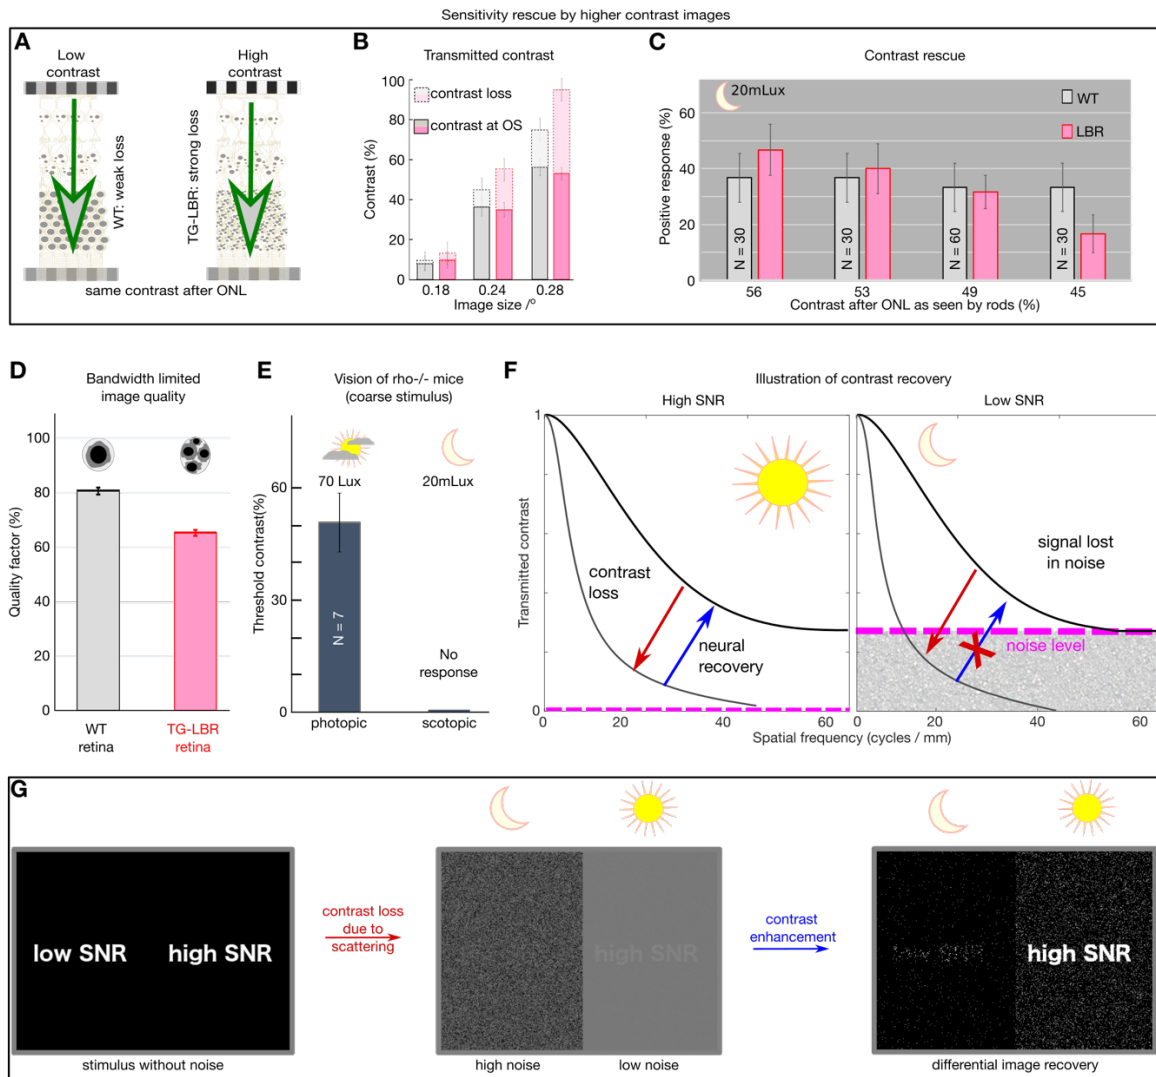 Sensitivity rescue by higher contrast images
A
Low
contrast
High
contrast
WT: weak loss
TG-LBR: strong loss
same contrast after ONL
B
Transmitted contrast
contrast loss
contrast at OS
Contrast (%)
100
80
60
40
20
0
0.18
0.24
0.28
Image size /°
C
Contrast rescue
20mLux
WT
LBR
Positive response (%)
60
40
20
0
N = 30
N = 30
N = 60
N = 30
56
53
49
45
Contrast after ONL as seen by rods (%)
D
Bandwidth limited
image quality
Quality factor (%)
100
80
60
40
20
0
WT
retina
TG-LBR
retina
E
Vision of rho-/- mice
(coarse stimulus)
70 Lux
20mLux
Threshold contrast(%)
60
30
0
N = 7
No
response
photopic
scotopic
F
Illustration of contrast recovery
High SNR
Low SNR
Transmitted contrast
1
0
contrast
loss
neural
recovery
signal lost
in noise
noise level
0
20
40
60
0
20
40
60
Spatial frequency (cycles / mm)
G
low SNR
high SNR
stimulus without noise
contrast loss
due to
scattering
high SNR
high noise
low noise
contrast
enhancement
high SNR
differential image recovery